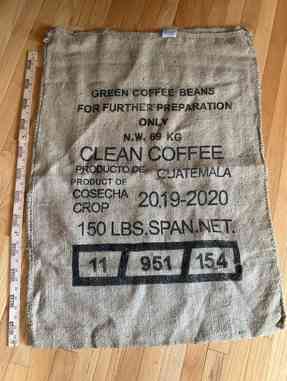 GREEN COFFEE BEANS
FOR FURTHER PREPARATION
ONLY
N.W. 69 KG
CLEAN COFFEE
PRODUCTO DE GUATEMALA
PRODUCT OF
COSECHA 2019-2020
CROP
150 LBS.SPAN.NET.
11 / 951 / 154